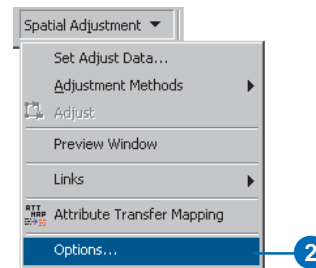 Spatial Adjustment
Set Adjust Data...
Adjustment Methods
Adjust
Preview Window
Links
ATT MAP Attribute Transfer Mapping
Options...
2